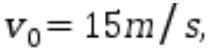 v₀ = 15m/s,